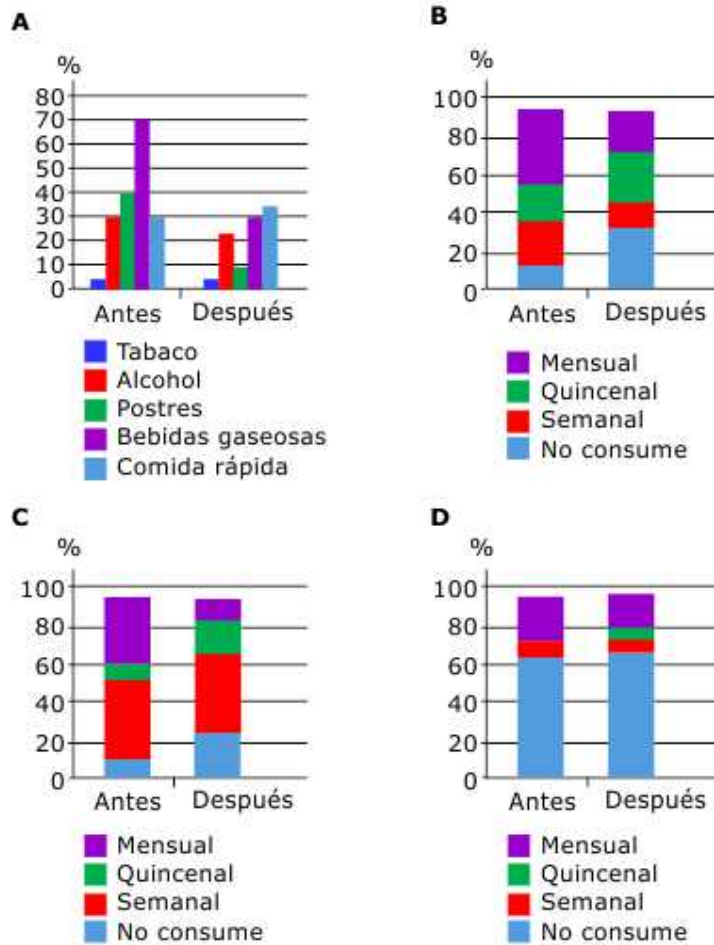 A
%
80
70
60
50
40
30
20
10
0
Antes Después
Tabaco
Alcohol
Postres
Bebidas gaseosas
Comida rápida
B
%
100
80
60
40
20
0
Antes Después
Mensual
Quincenal
Semanal
No consume
C
%
100
80
60
40
20
0
Antes Después
Mensual
Quincenal
Semanal
No consume
D
%
100
80
60
40
20
0
Antes Después
Mensual
Quincenal
Semanal
No consume